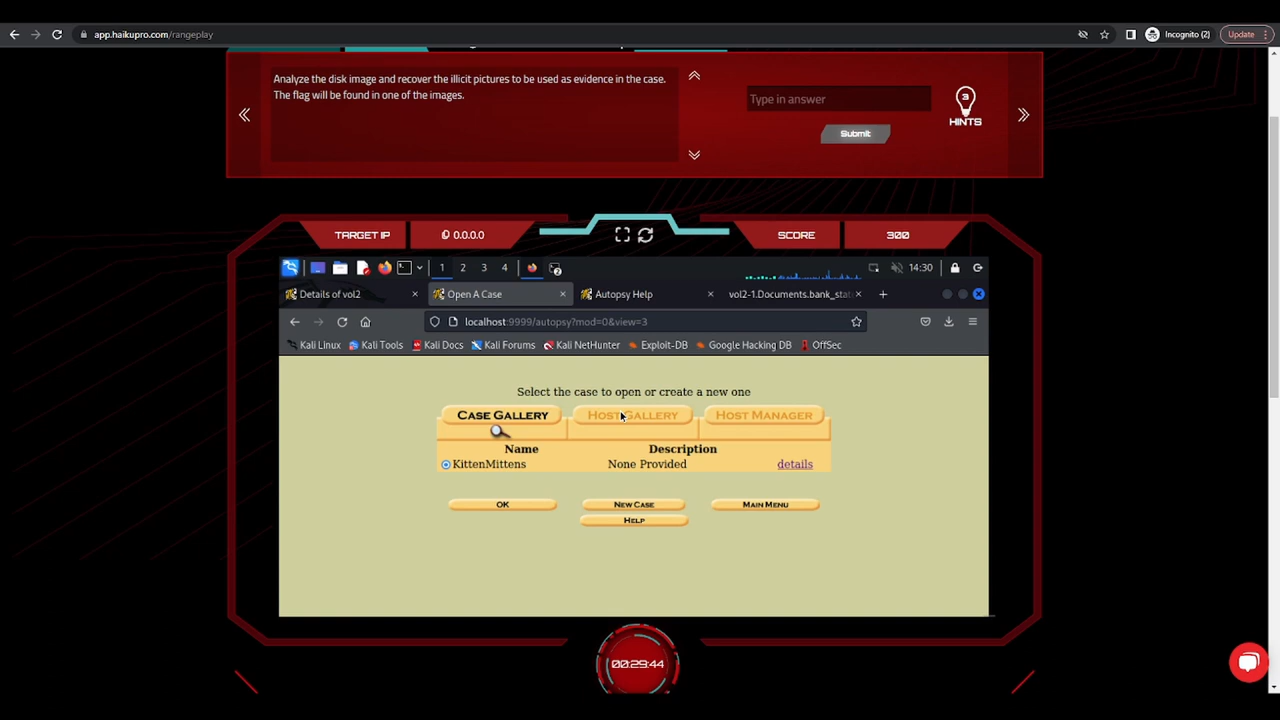 app.haikupro.com/rangeplay
Incognito (2)
Update
Analyze the disk image and recover the illicit pictures to be used as evidence in the case.
The flag will be found in one of the images.
Type in answer
Submit
3
HINTS
TARGET IP
0.0.0.0
SCORE
300
1 2 3 4
2
14:30
Details of vol2
Open A Case
Autopsy Help
vol2-1.Documents.bank_stat
localhost:9999/autopsy?mod=0&view=3
Kali Linux
Kali Tools
Kali Docs
Kali Forums
Kali NetHunter
Exploit-DB
Google Hacking DB
OffSec
Select the case to open or create a new one
CASE GALLERY
HOST GALLERY
HOST MANAGER
Name
Description
KittenMittens
None Provided
details
OK
NEW CASE
MAIN MENU
HELP
00:29:44